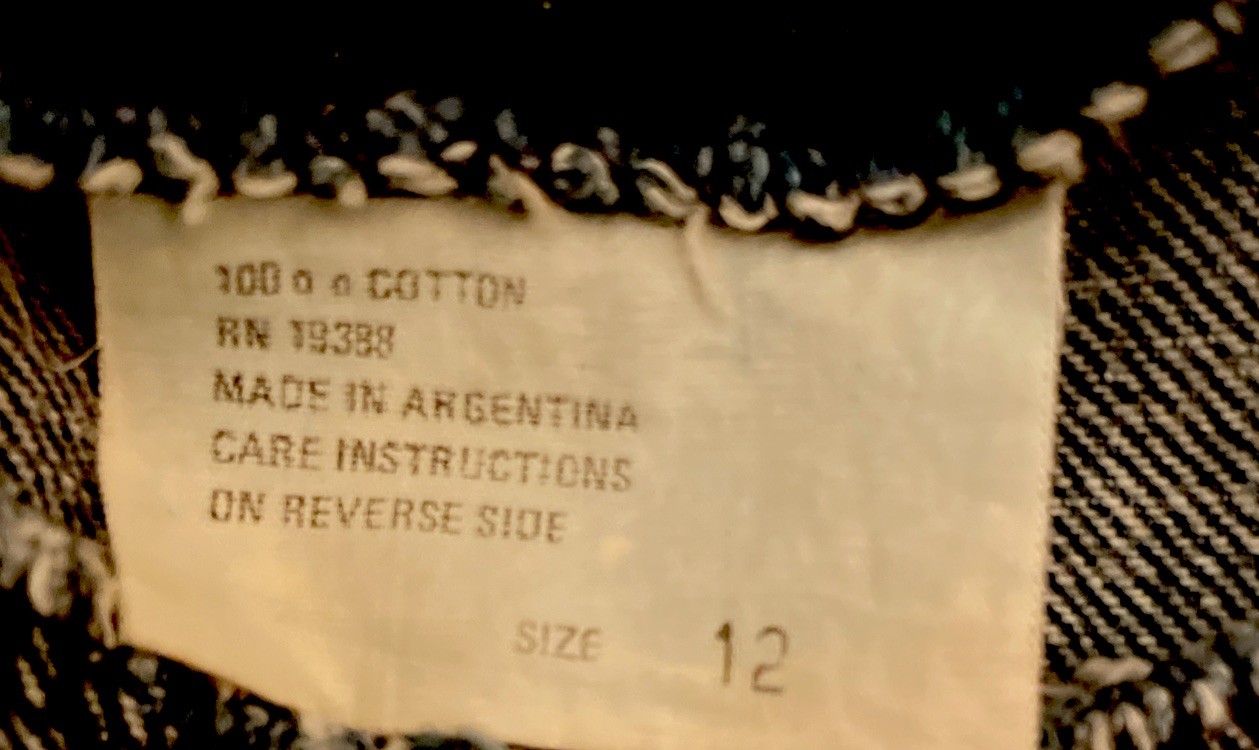 100 o o COTTON
RN 19388
MADE IN ARGENTINA
CARE INSTRUCTIONS
ON REVERSE SIDE
SIZE 12